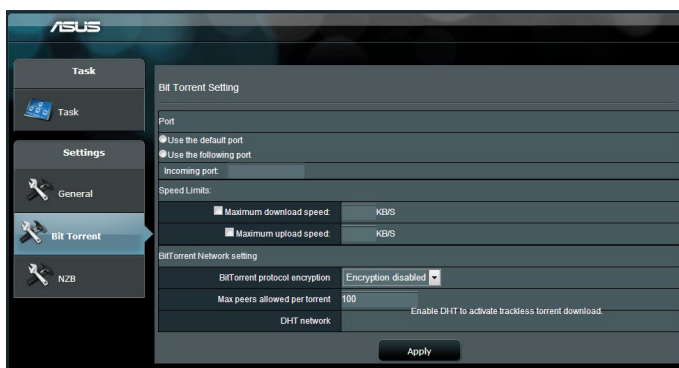 ASUS
Task
Task
Settings
General
Bit Torrent
NZB
Bit Torrent Setting
Port
Use the default port
Use the following port
Incoming port:
Speed Limits:
Maximum download speed: KB/S
Maximum upload speed: KB/S
BitTorrent Network setting
BitTorrent protocol encryption Encryption disabled
Max peers allowed per torrent 100
DHT network Enable DHT to activate trackless torrent download.
Apply